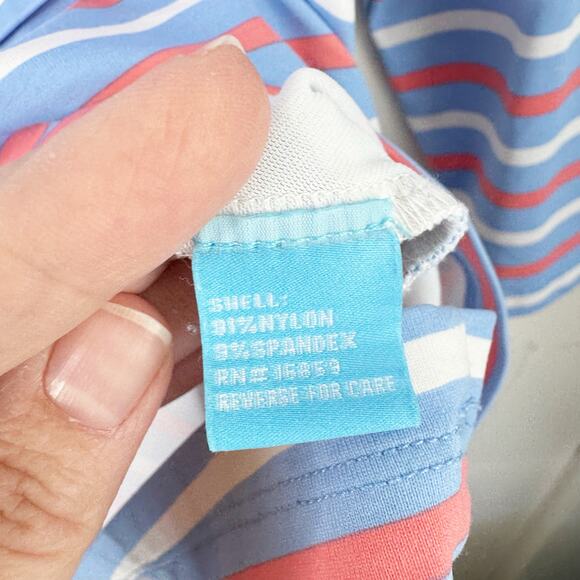 SHELL:
91% NYLON
9% SPANDEX
RN# 16859
REVERSE FOR CARE